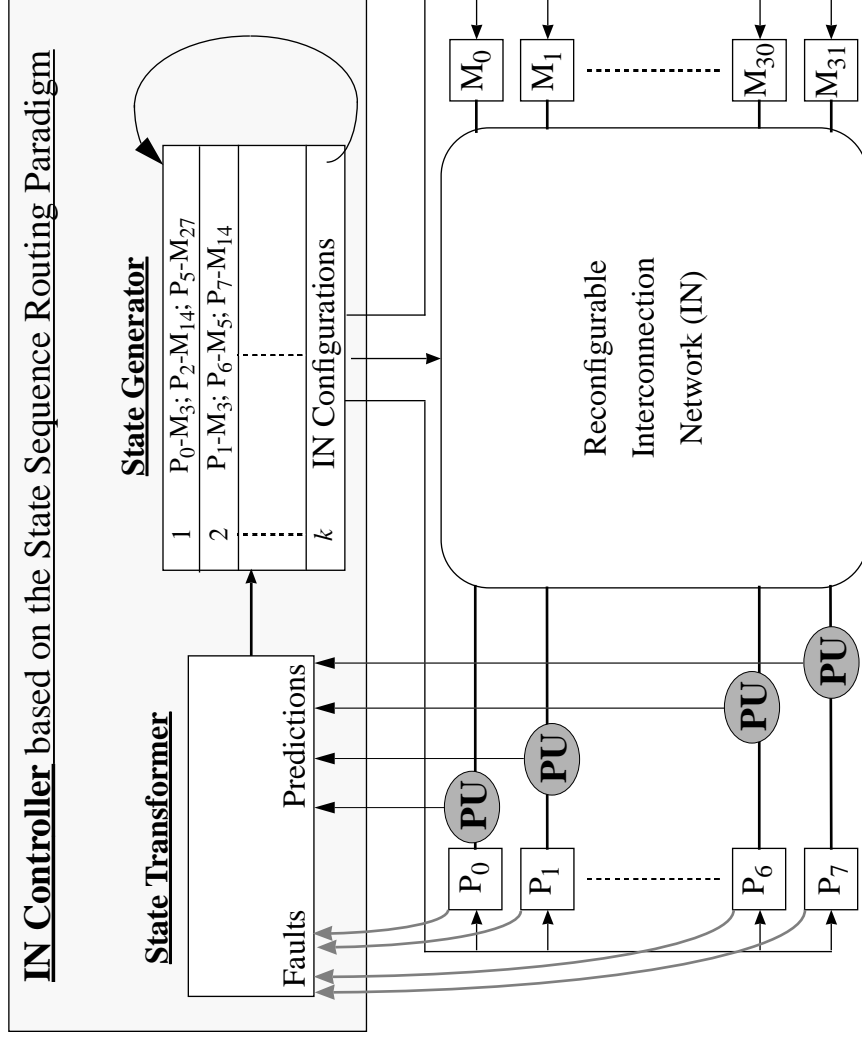 IN Controller based on the State Sequence Routing Paradigm
State Transformer
State Generator
Faults
Predictions
1 P0-M3; P2-M14; P5-M27
2 P1-M3; P6-M5; P7-M14
k IN Configurations
P0
PU
M0
P1
PU
M1
Reconfigurable
Interconnection
Network (IN)
P6
PU
M30
P7
PU
M31